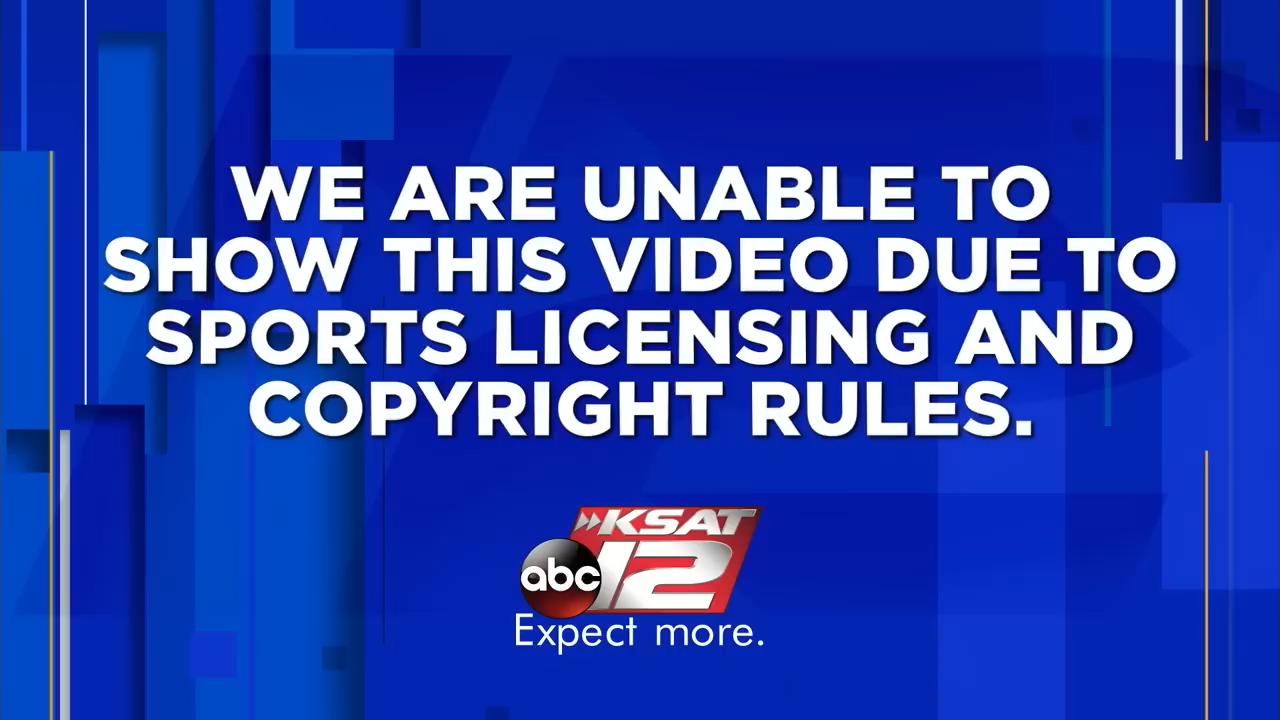 WE ARE UNABLE TO
SHOW THIS VIDEO DUE TO
SPORTS LICENSING AND
COPYRIGHT RULES.
KSAT
abc 12
Expect more.